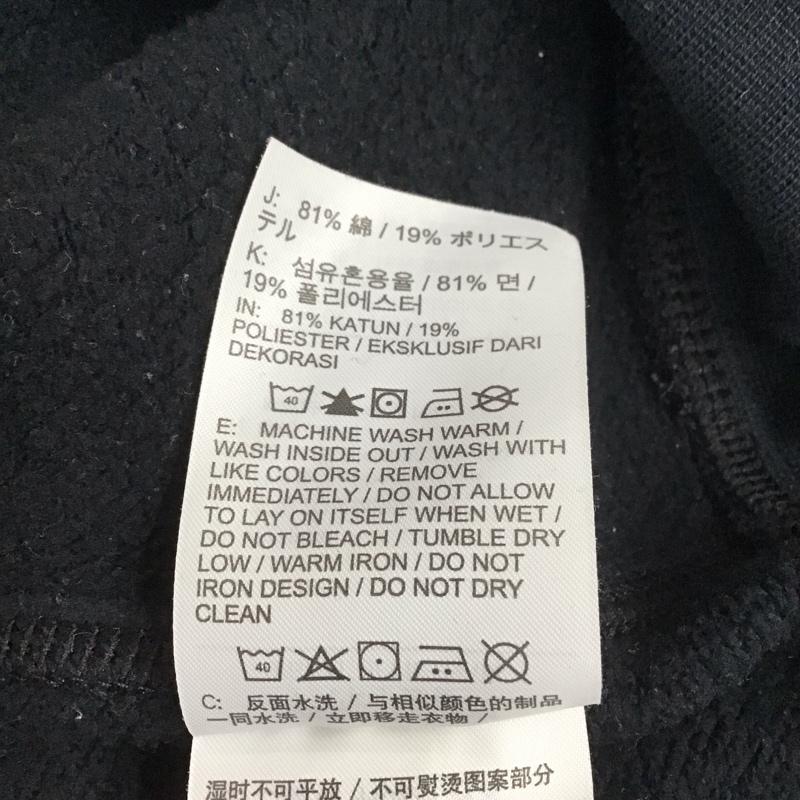 J: 81% 綿 / 19% ポリエス
テル
K: 섬유혼용율 / 81% 면 /
19% 폴리에스터
IN: 81% KATUN / 19%
POLIESTER / EKSKLUSIF DARI
DEKORASI
40
E: MACHINE WASH WARM /
WASH INSIDE OUT / WASH WITH
LIKE COLORS / REMOVE
IMMEDIATELY / DO NOT ALLOW
TO LAY ON ITSELF WHEN WET /
DO NOT BLEACH / TUMBLE DRY
LOW / WARM IRON / DO NOT
IRON DESIGN / DO NOT DRY
CLEAN
40
C: 反面水洗 / 与相似颜色的制品
一同水洗 / 立即移走衣物 /
湿时不可平放 / 不可熨烫图案部分